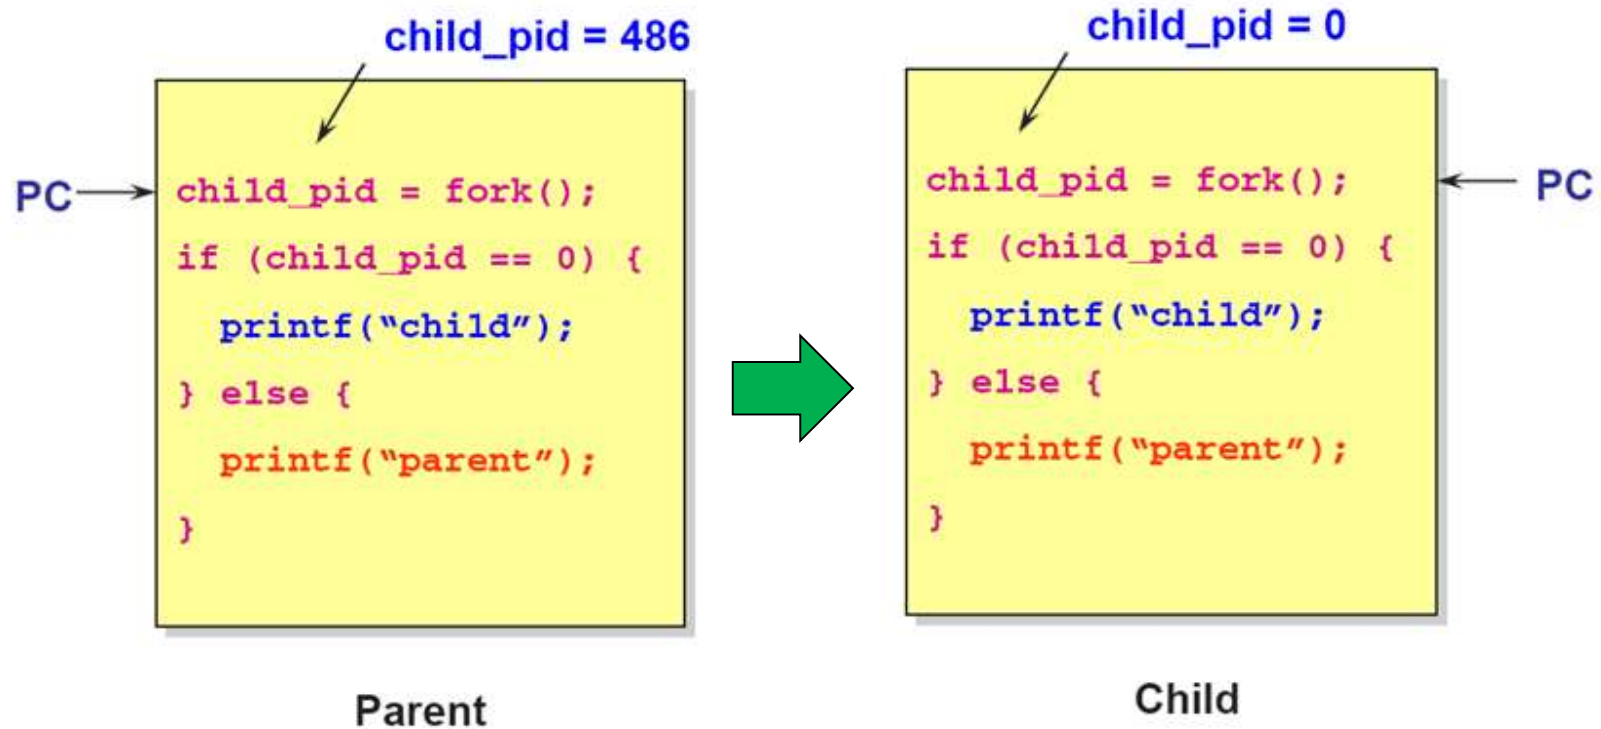 child_pid = 486
PC
child_pid = fork();
if (child_pid == 0) {
printf(“child”);
} else {
printf(“parent”);
}
Parent
child_pid = 0
PC
child_pid = fork();
if (child_pid == 0) {
printf(“child”);
} else {
printf(“parent”);
}
Child